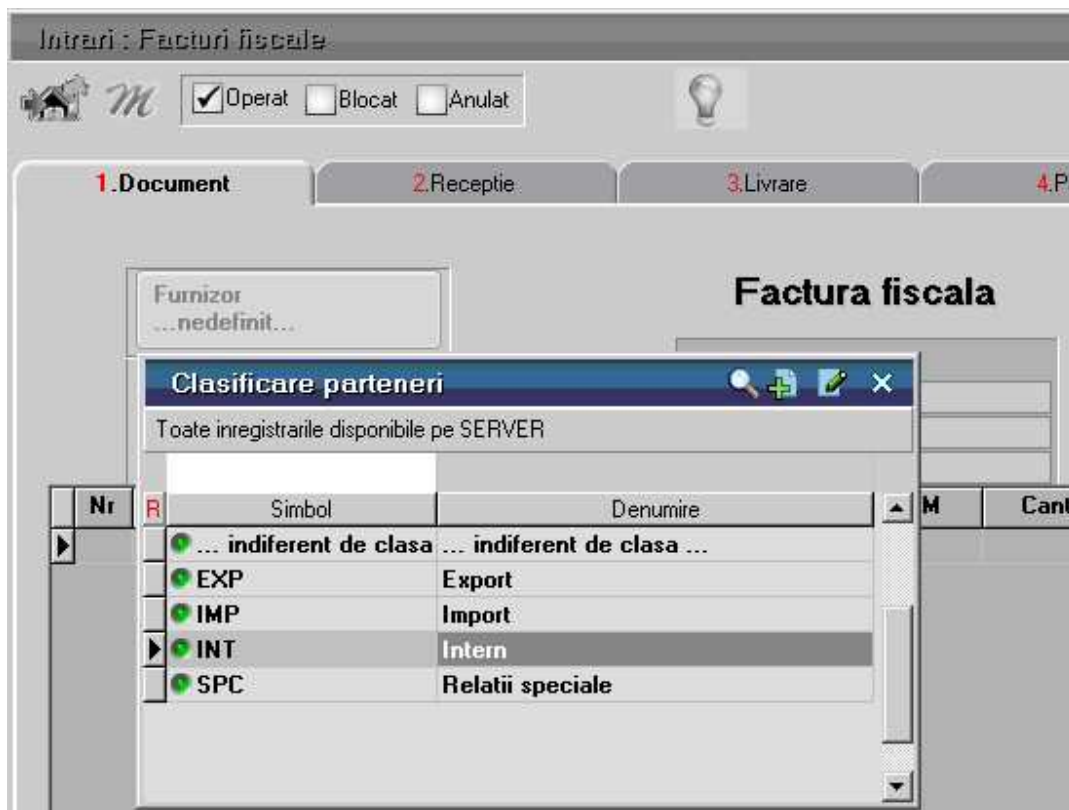 Intrari : Facturi fiscale
Operat Blocat Anulat
1.Document 2.Receptie 3.Livrare 4.P
Furnizor
...nedefinit...
Factura fiscala
Clasificare parteneri
Toate inregistrarile disponibile pe SERVER
Nr R Simbol Denumire M Cant
... indiferent de clasa ... indiferent de clasa ...
EXP Export
IMP Import
INT Intern
SPC Relatii speciale